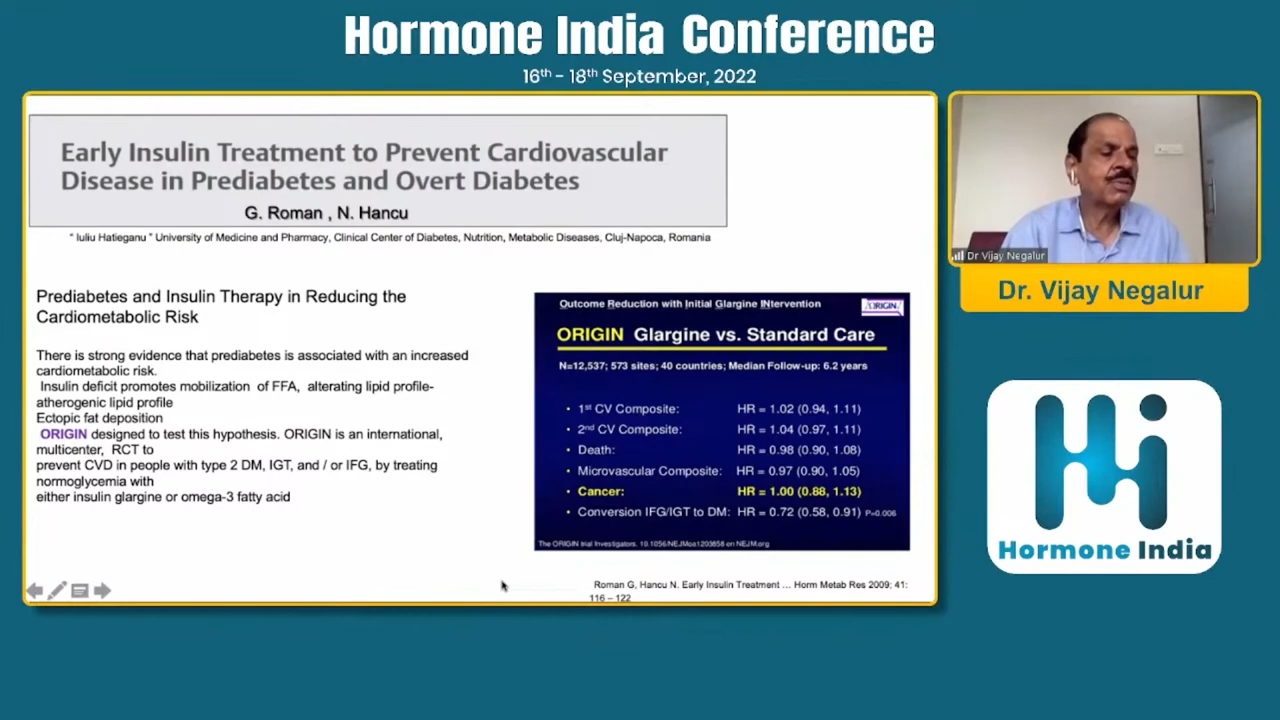 Hormone India Conference
16th - 18th September, 2022
Early Insulin Treatment to Prevent Cardiovascular
Disease in Prediabetes and Overt Diabetes
G. Roman , N. Hancu
" Iuliu Hatieganu " University of Medicine and Pharmacy, Clinical Center of Diabetes, Nutrition, Metabolic Diseases, Cluj-Napoca, Romania
Prediabetes and Insulin Therapy in Reducing the
Cardiometabolic Risk
There is strong evidence that prediabetes is associated with an increased
cardiometabolic risk.
Insulin deficit promotes mobilization of FFA, alterating lipid profile-
atherogenic lipid profile
Ectopic fat deposition
ORIGIN designed to test this hypothesis. ORIGIN is an international,
multicenter, RCT to
prevent CVD in people with type 2 DM, IGT, and / or IFG, by treating
normoglycemia with
either insulin glargine or omega-3 fatty acid
Outcome Reduction with Initial Glargine INtervention
ORIGIN
ORIGIN Glargine vs. Standard Care
N=12,537; 573 sites; 40 countries; Median Follow-up: 6.2 years
• 1st CV Composite: HR = 1.02 (0.94, 1.11)
• 2nd CV Composite: HR = 1.04 (0.97, 1.11)
• Death: HR = 0.98 (0.90, 1.08)
• Microvascular Composite: HR = 0.97 (0.90, 1.05)
• Cancer: HR = 1.00 (0.88, 1.13)
• Conversion IFG/IGT to DM: HR = 0.72 (0.58, 0.91) P=0.006
The ORIGIN trial Investigators. 10.1056/NEJMoa1203858 on NEJM.org
Roman G, Hancu N. Early Insulin Treatment ... Horm Metab Res 2009; 41:
116 – 122
Dr Vijay Negalur
Dr. Vijay Negalur
Hormone India